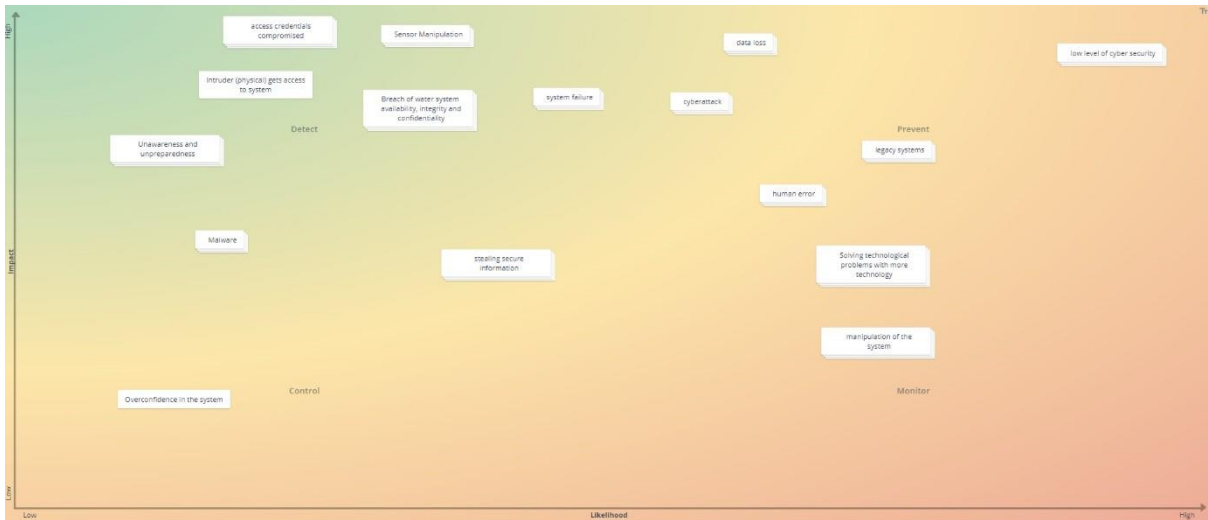 High
Tr
access credentials
compromised
Sensor Manipulation
data loss
low level of cyber security
Intruder (physical) gets access
to system
Breach of water system
availability, integrity and
confidentiality
system failure
cyberattack
Detect
Prevent
Unawareness and
unpreparedness
legacy systems
human error
Malware
Impact
stealing secure
information
Solving technological
problems with more
technology
manipulation of the
system
Control
Monitor
Overconfidence in the system
Low
Low
Likelihood
High